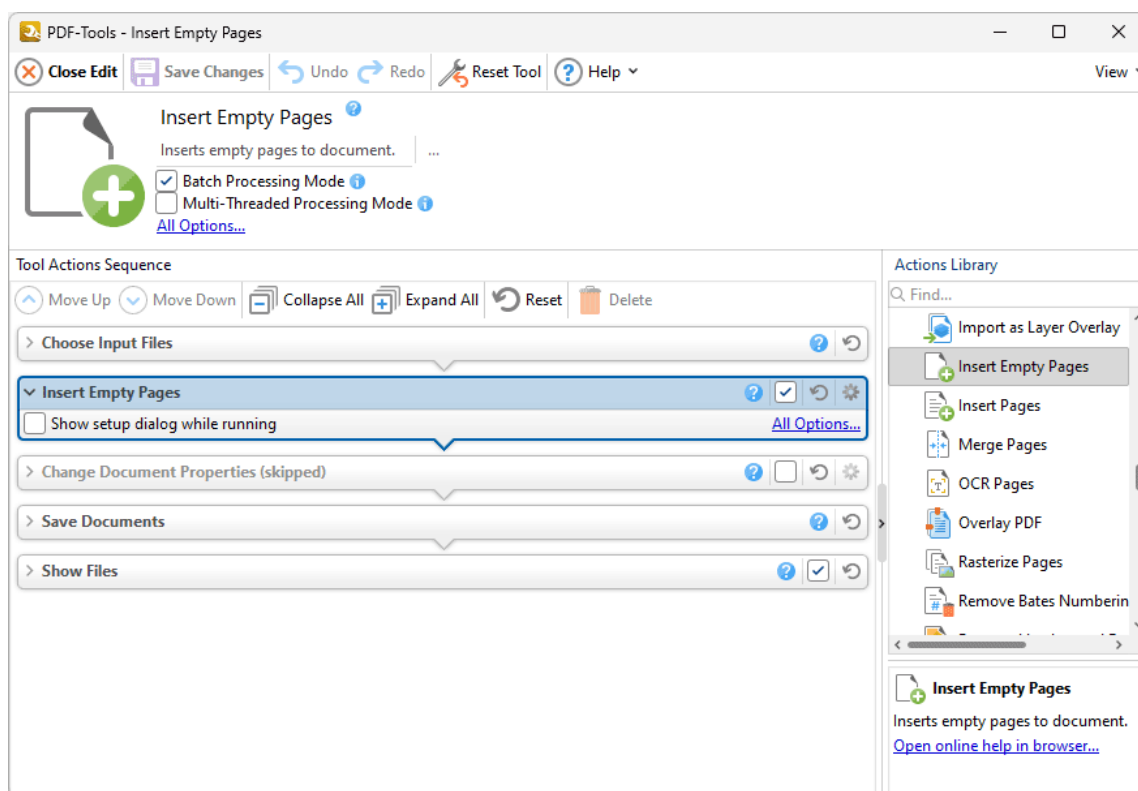 PDF-Tools - Insert Empty Pages
Close Edit Save Changes Undo Redo Reset Tool ? Help View
Insert Empty Pages ?
Inserts empty pages to document. ...
Batch Processing Mode i
Multi-Threaded Processing Mode i
All Options...
Tool Actions Sequence
Move Up Move Down Collapse All Expand All Reset Delete
Choose Input Files ?
Insert Empty Pages ?
Show setup dialog while running All Options...
Change Document Properties (skipped) ?
Save Documents ?
Show Files ?
Actions Library
Find...
Import as Layer Overlay
Insert Empty Pages
Insert Pages
Merge Pages
OCR Pages
Overlay PDF
Rasterize Pages
Remove Bates Numberin
Insert Empty Pages
Inserts empty pages to document.
Open online help in browser...